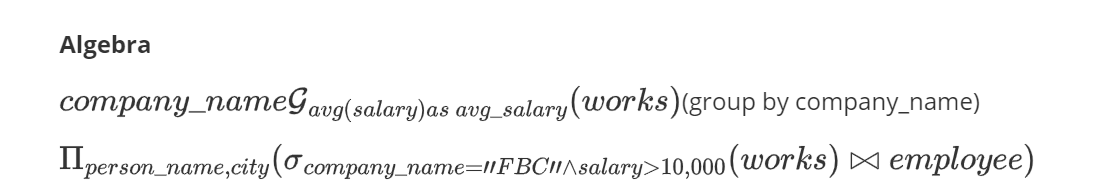 Algebra
company_name𝒢avg(salary)as avg_salary(works)(group by company_name)
Πperson_name,city(σcompany_name=″FBC″∧salary>10,000(works) ⋈ employee)